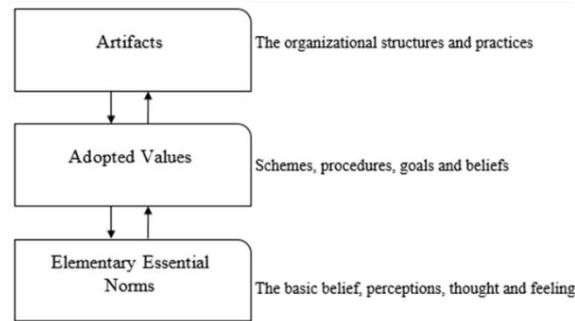 Artifacts
The organizational structures and practices
Adopted Values
Schemes, procedures, goals and beliefs
Elementary Essential
Norms
The basic belief, perceptions, thought and feeling